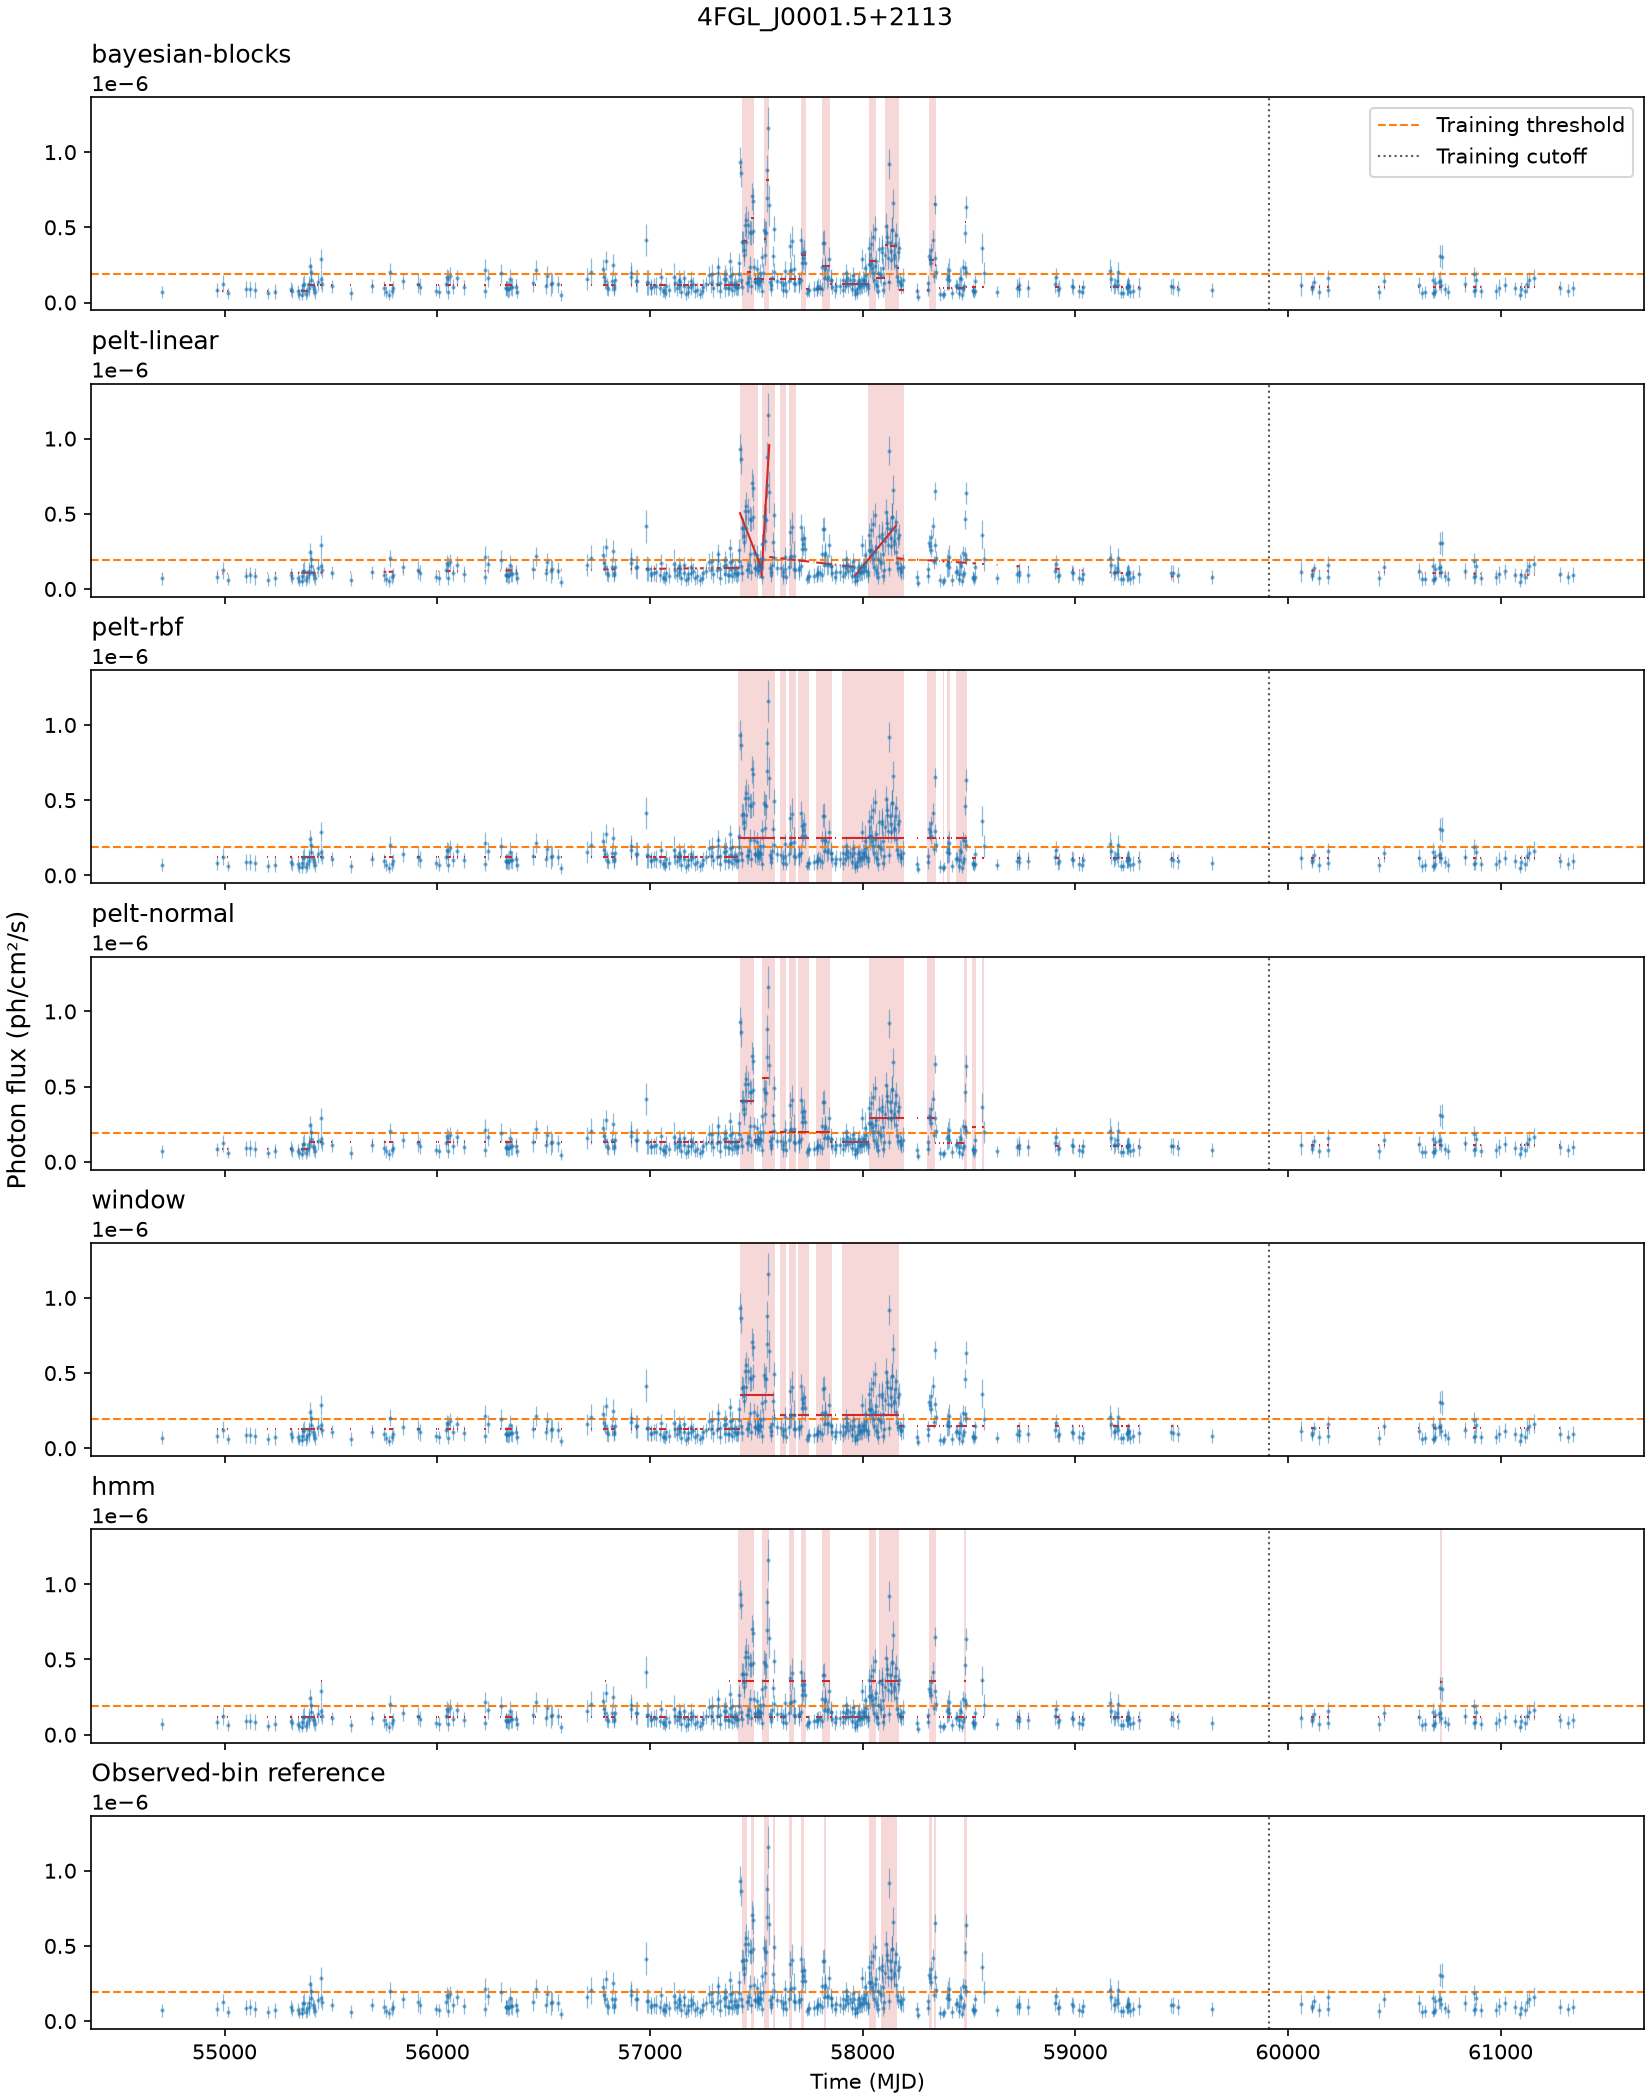 4FGL_J0001.5+2113
bayesian-blocks
1e−6
Training threshold
Training cutoff
1.0
0.5
0.0
pelt-linear
1e−6
1.0
0.5
0.0
pelt-rbf
1e−6
1.0
0.5
0.0
pelt-normal
1e−6
1.0
0.5
0.0
Photon flux (ph/cm²/s)
window
1e−6
1.0
0.5
0.0
hmm
1e−6
1.0
0.5
0.0
Observed-bin reference
1e−6
1.0
0.5
0.0
55000 56000 57000 58000 59000 60000 61000
Time (MJD)